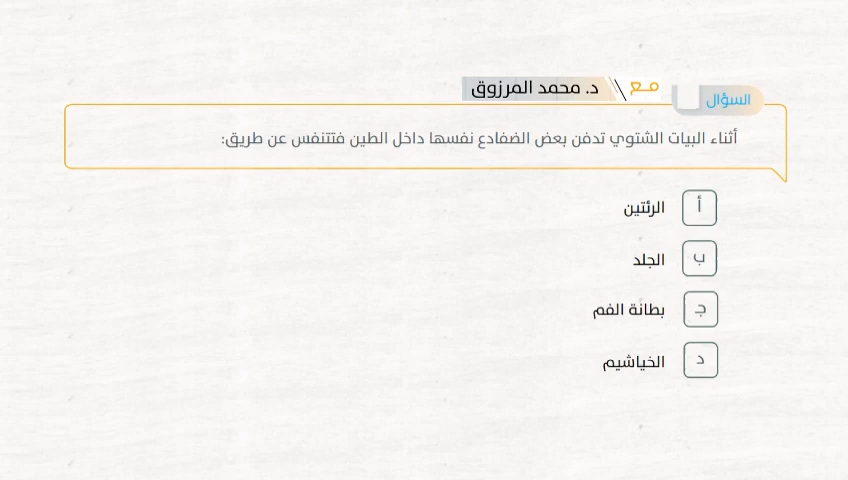 مع د. محمد المرزوق
السؤال
أثناء البيات الشتوي تدفن بعض الضفادع نفسها داخل الطين فتتنفس عن طريق:
أ الرئتين
ب الجلد
ج بطانة الفم
د الخياشيم